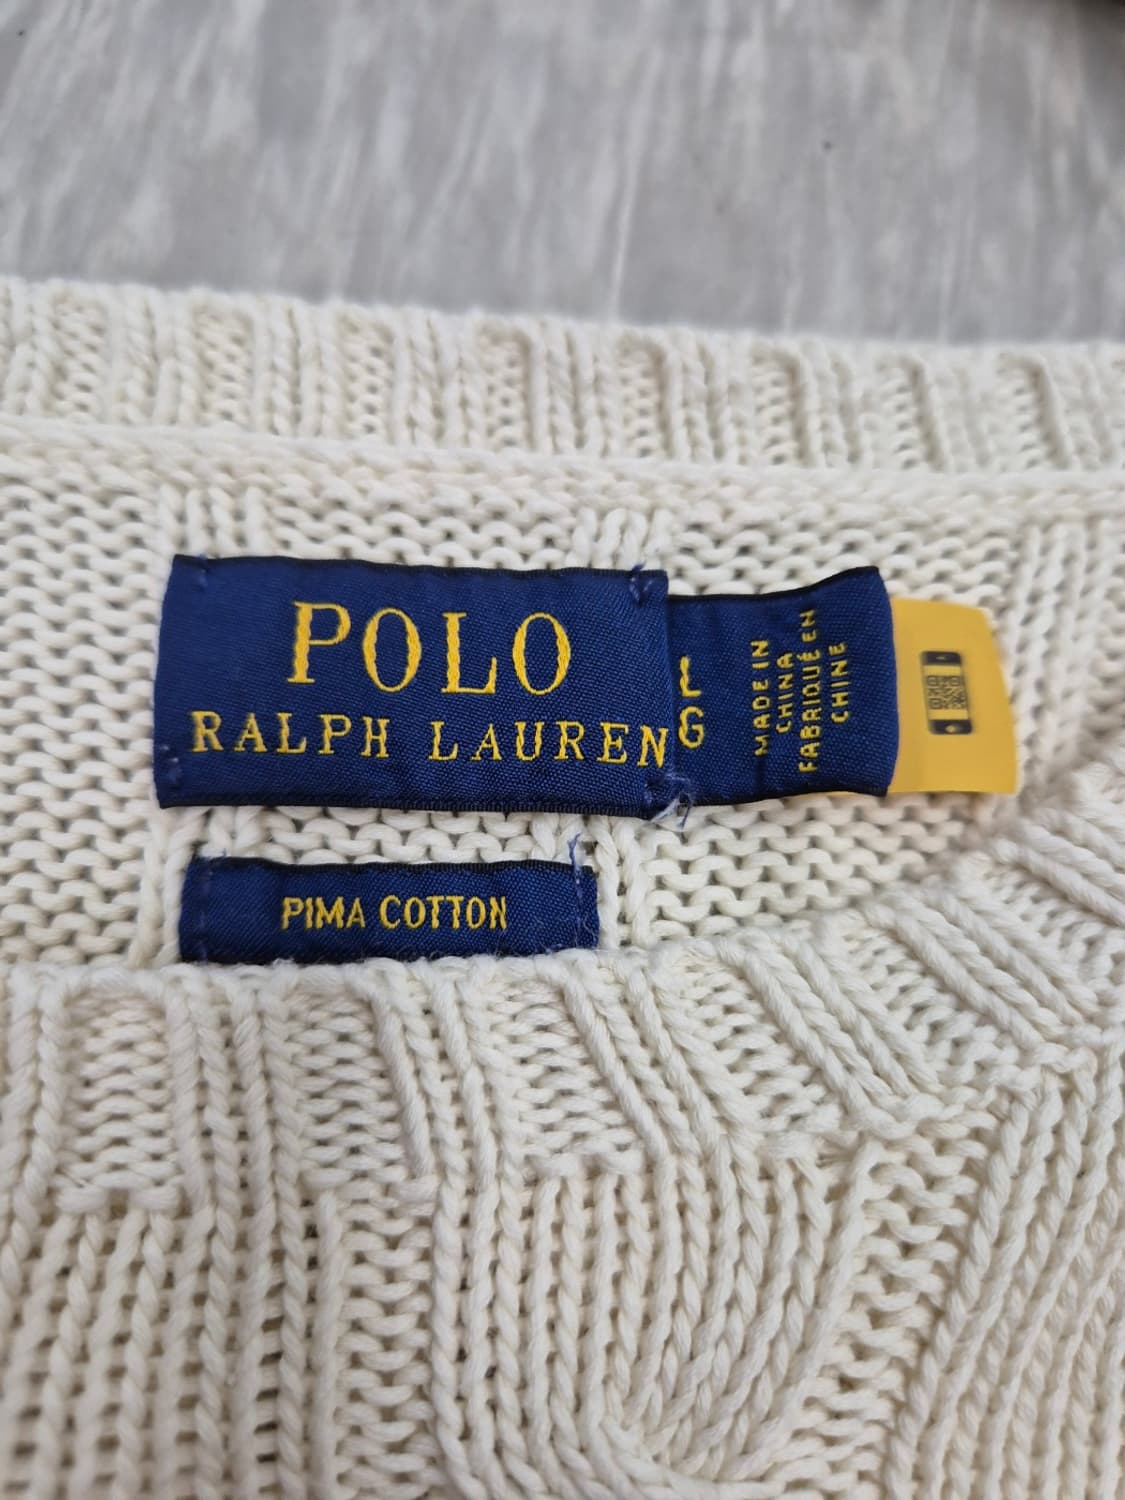 POLO
RALPH LAUREN
L
G
MADE IN
CHINA
FABRIQUÉ EN
CHINE
PIMA COTTON